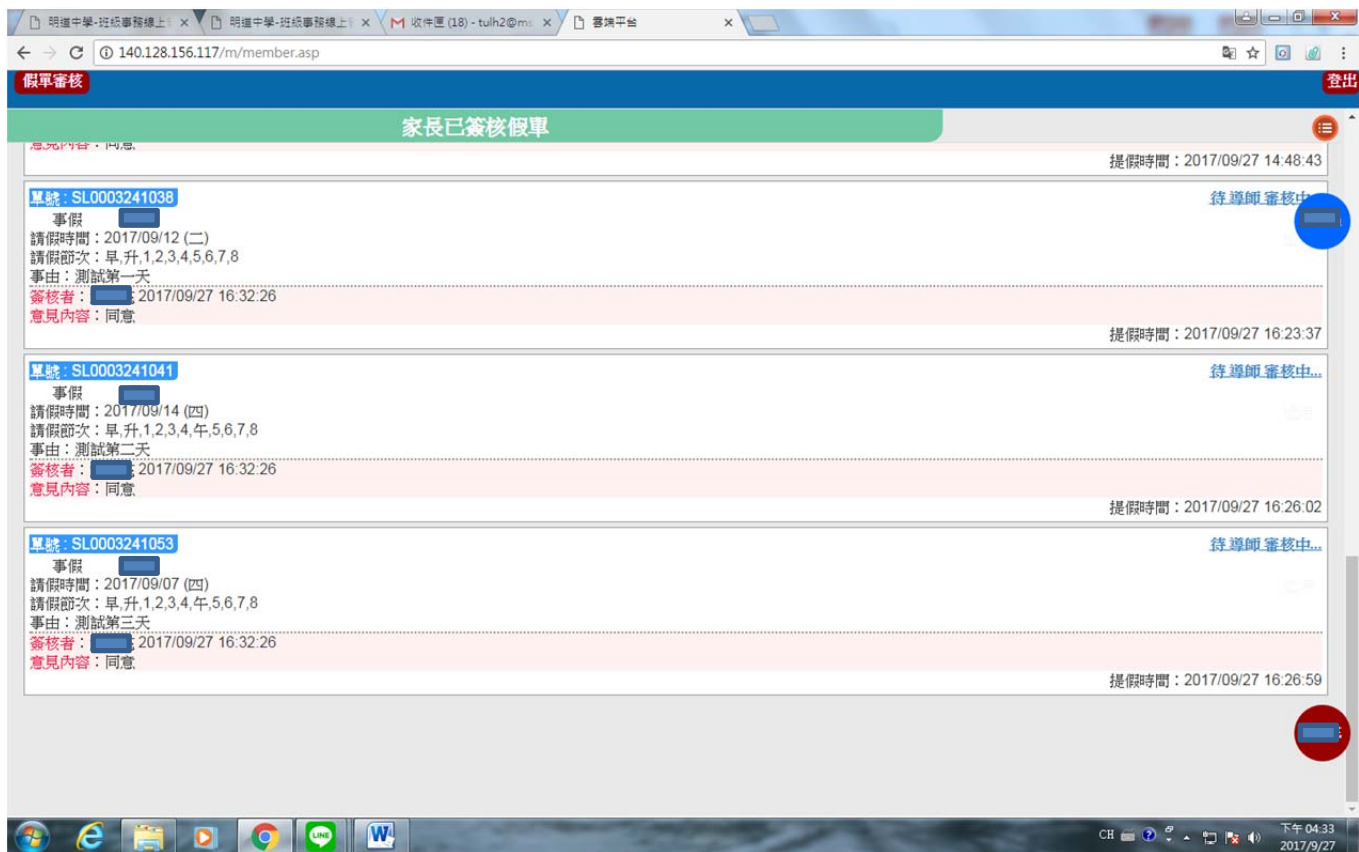 明道中學-班級事務線上
明道中學-班級事務線上
收件匣 (18) - tulh2@ms
雲端平台
140.128.156.117/m/member.asp
假單審核
登出
家長已簽核假單
意見內容：同意
提假時間：2017/09/27 14:48:43
單號 : SL0003241038
待 導師 審核中
事假
請假時間：2017/09/12 (二)
請假節次：早,升,1,2,3,4,5,6,7,8
事由：測試第一天
簽核者： 2017/09/27 16:32:26
意見內容：同意
提假時間：2017/09/27 16:23:37
單號 : SL0003241041
待 導師 審核中...
事假
請假時間：2017/09/14 (四)
請假節次：早,升,1,2,3,4,午,5,6,7,8
事由：測試第二天
簽核者： 2017/09/27 16:32:26
意見內容：同意
提假時間：2017/09/27 16:26:02
單號 : SL0003241053
待 導師 審核中...
事假
請假時間：2017/09/07 (四)
請假節次：早,升,1,2,3,4,午,5,6,7,8
事由：測試第三天
簽核者： 2017/09/27 16:32:26
意見內容：同意
提假時間：2017/09/27 16:26:59
LINE
CH
下午 04:33
2017/9/27